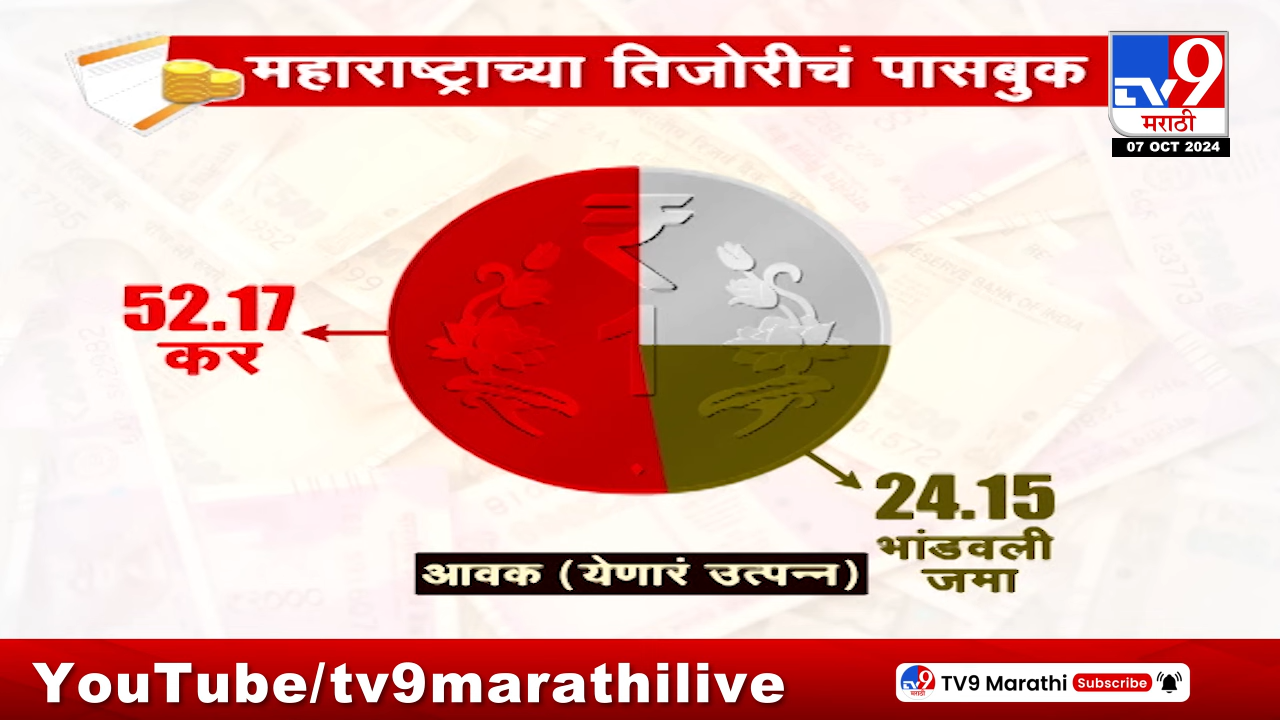 महाराष्ट्राच्या तिजोरीचं पासबुक
TV9
मराठी
07 OCT 2024
₹
1
52.17
कर
24.15
भांडवली
जमा
आवक (येणारं उत्पन्न)
YouTube/tv9marathilive
TV9 Marathi Subscribe